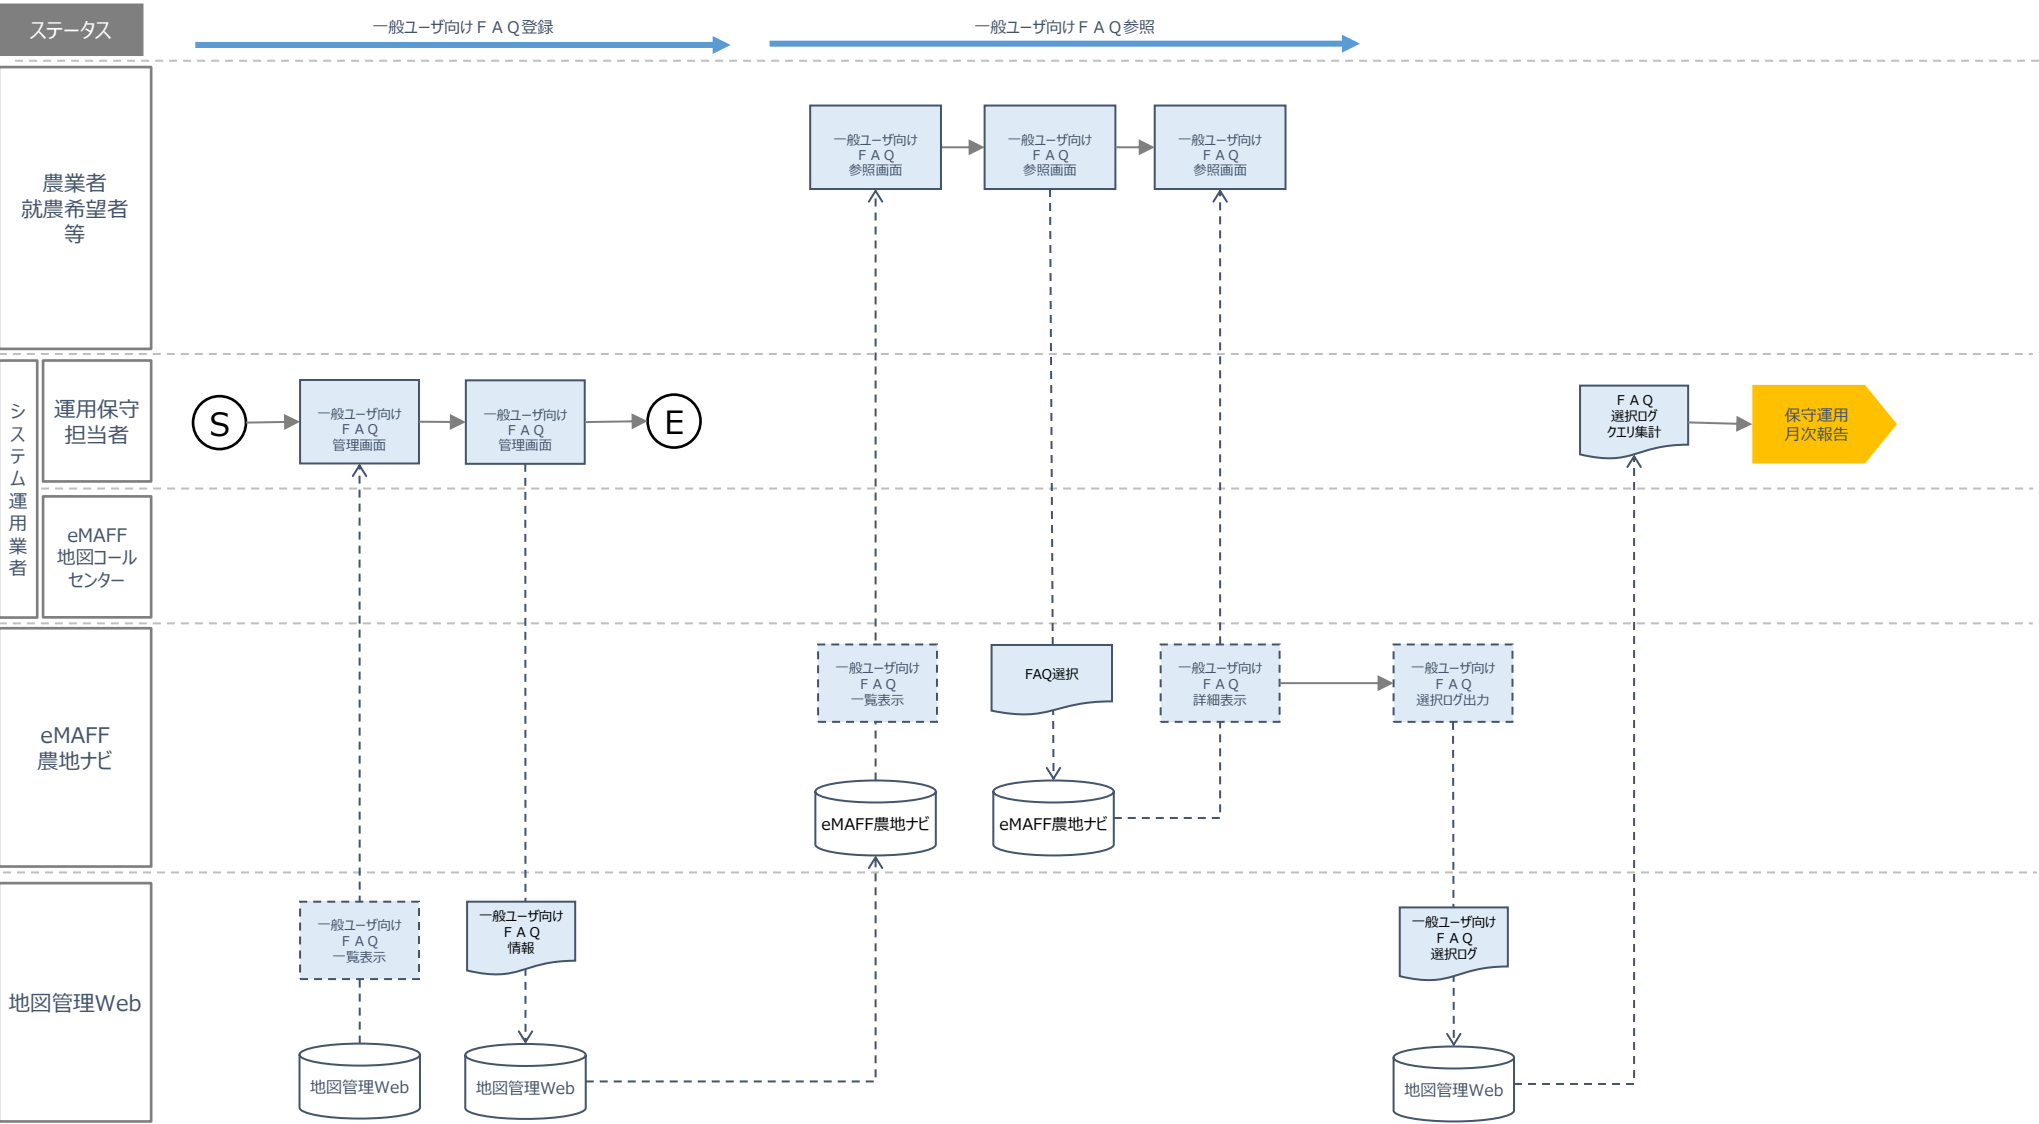 ステータス
一般ユーザ向けＦＡＱ登録
一般ユーザ向けＦＡＱ参照
農業者
就農希望者
等
一般ユーザ向け
ＦＡＱ
参照画面
一般ユーザ向け
ＦＡＱ
参照画面
一般ユーザ向け
ＦＡＱ
参照画面
システム運用業者
運用保守
担当者
S
一般ユーザ向け
ＦＡＱ
管理画面
一般ユーザ向け
ＦＡＱ
管理画面
E
ＦＡＱ
選択ログ
クエリ集計
保守運用
月次報告
eMAFF
地図コール
センター
eMAFF
農地ナビ
一般ユーザ向け
ＦＡＱ
一覧表示
FAQ選択
一般ユーザ向け
ＦＡＱ
詳細表示
一般ユーザ向け
ＦＡＱ
選択ログ出力
eMAFF農地ナビ
eMAFF農地ナビ
地図管理Web
一般ユーザ向け
ＦＡＱ
一覧表示
一般ユーザ向け
ＦＡＱ
情報
一般ユーザ向け
ＦＡＱ
選択ログ
地図管理Web
地図管理Web
地図管理Web